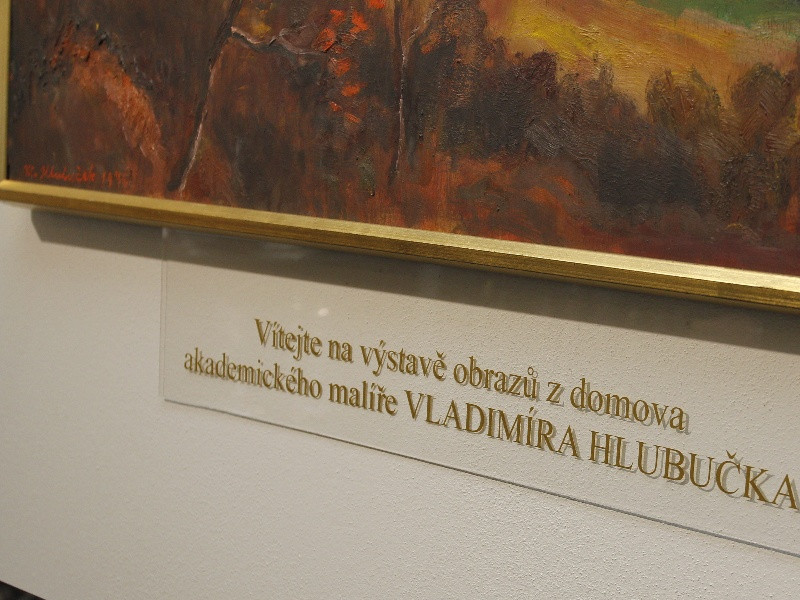 Vítejte na výstavě obrazů z domova
akademického malíře VLADIMÍRA HLUBUČKA